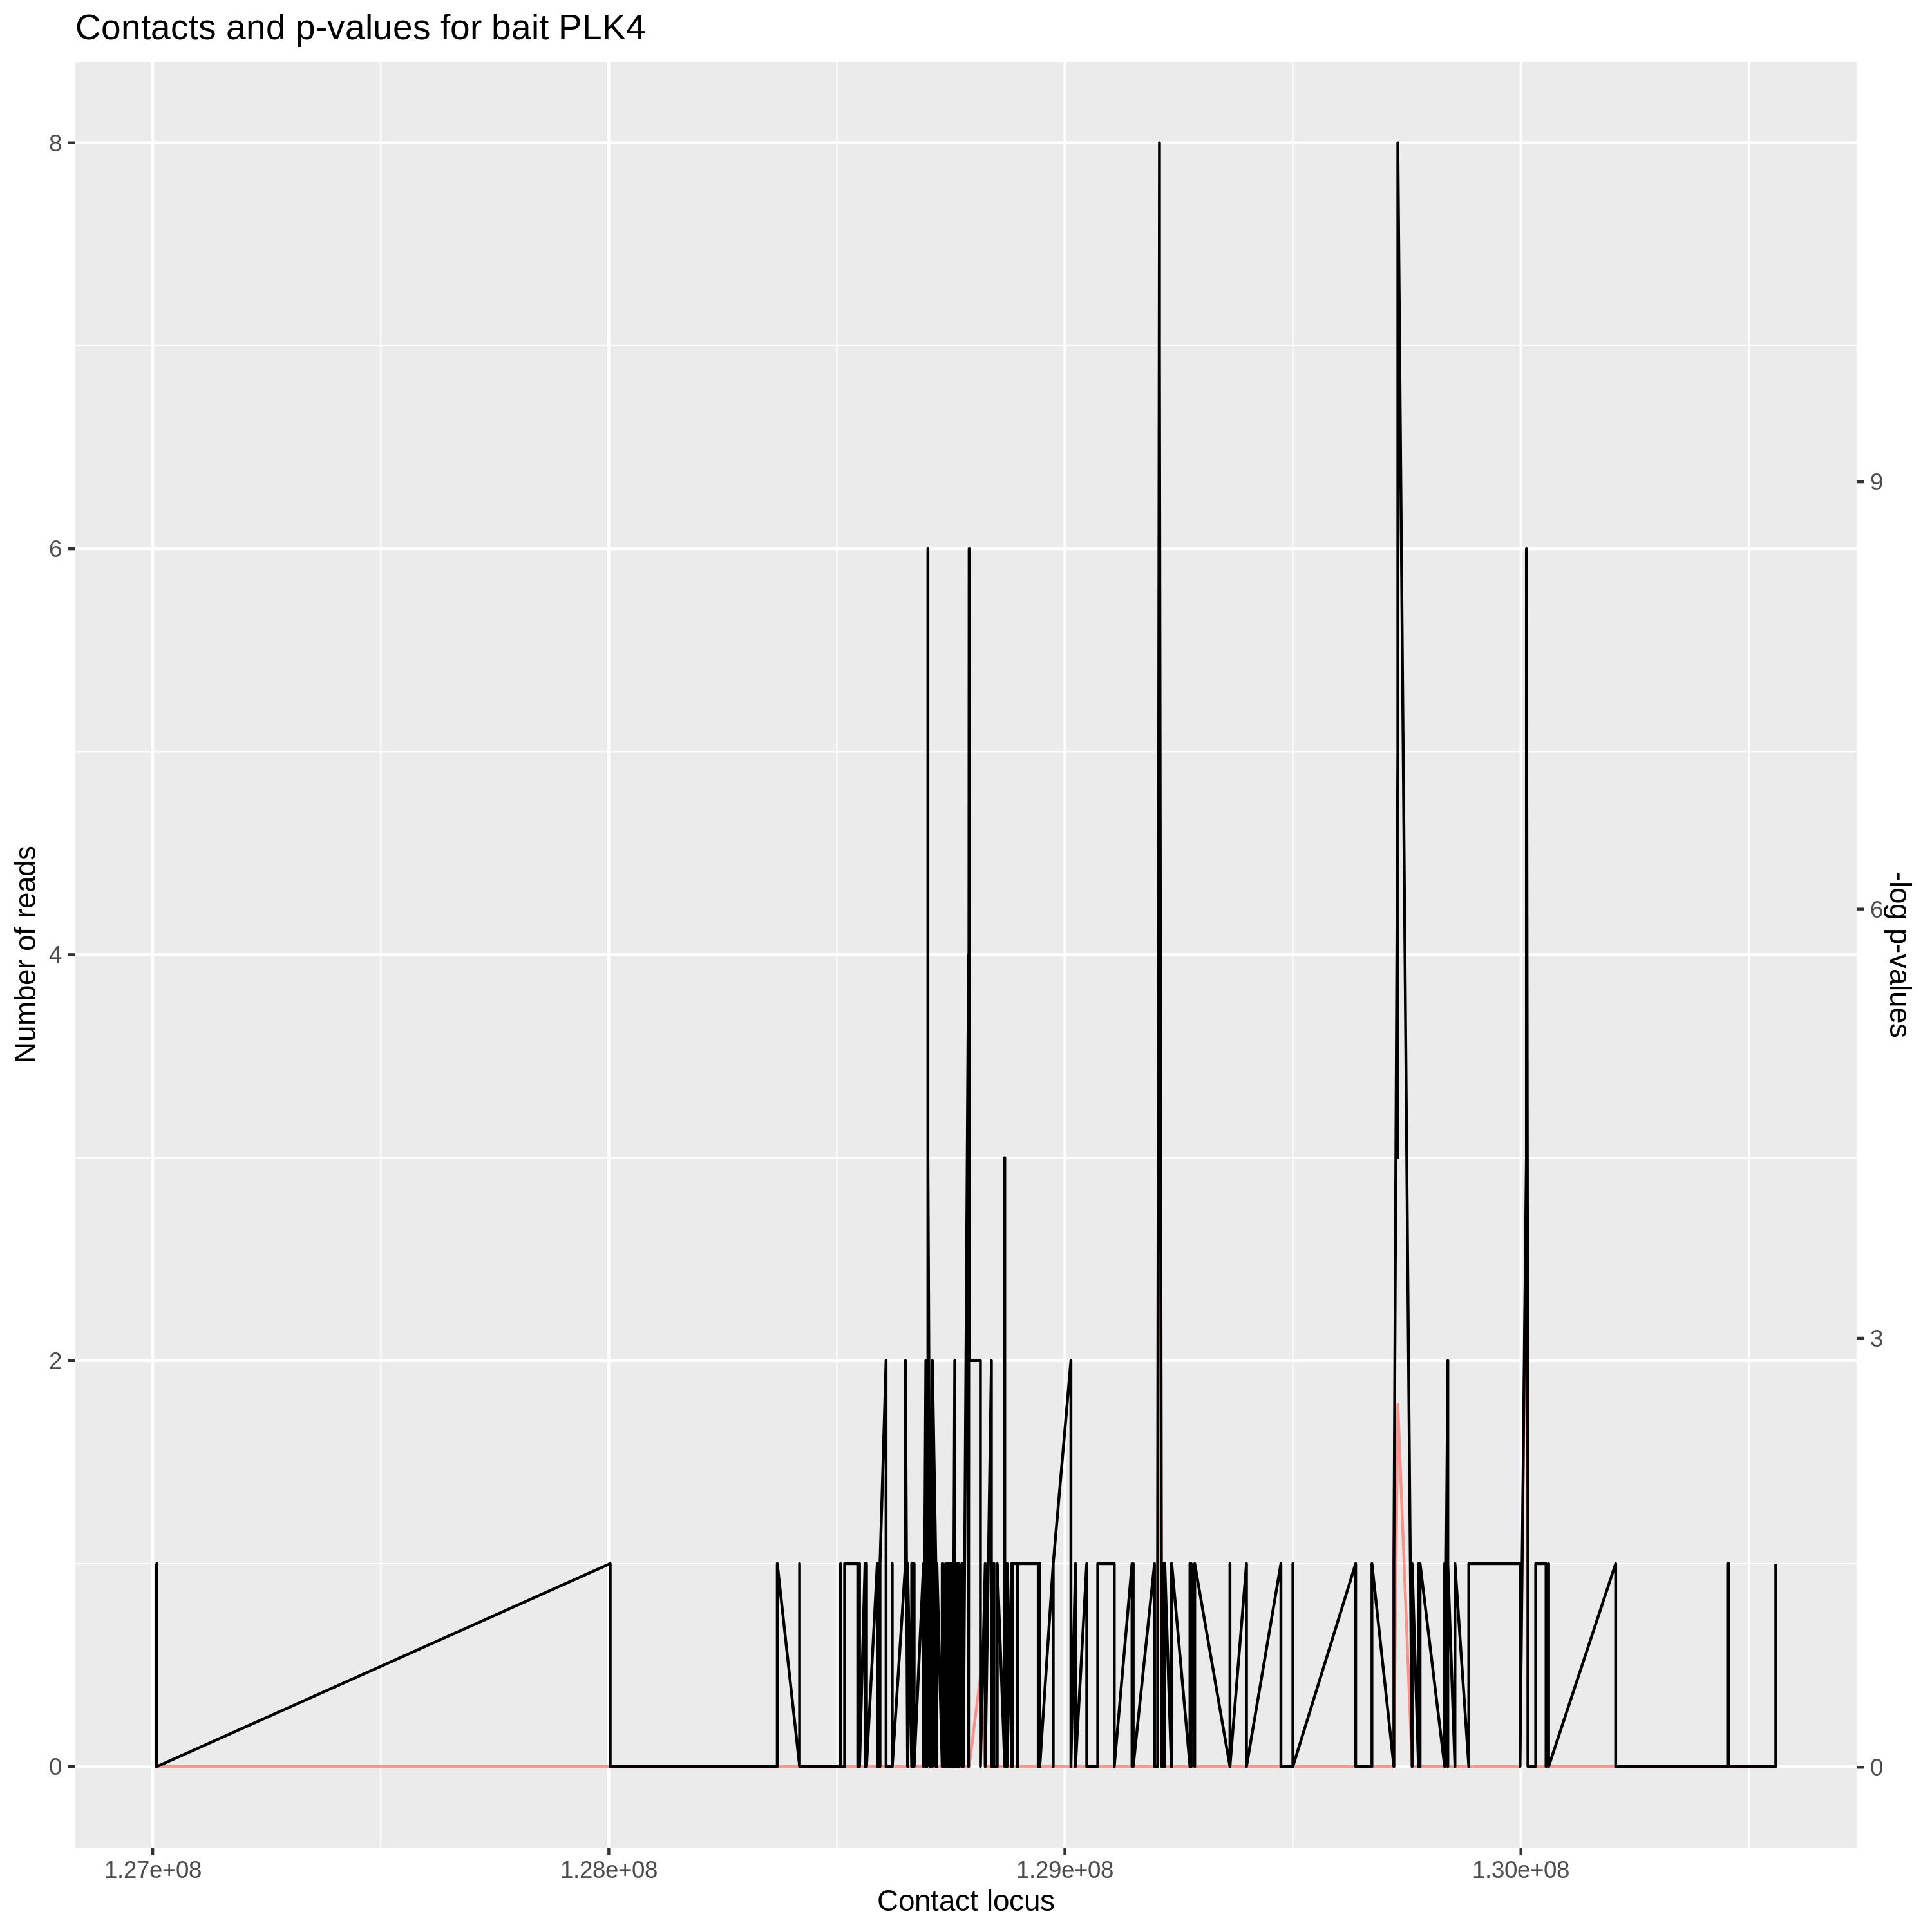 Contacts and p-values for bait PLK4
8
6
4
2
0
Number of reads
9
6
3
0
-log p-values
1.27e+08
1.28e+08
1.29e+08
1.30e+08
Contact locus